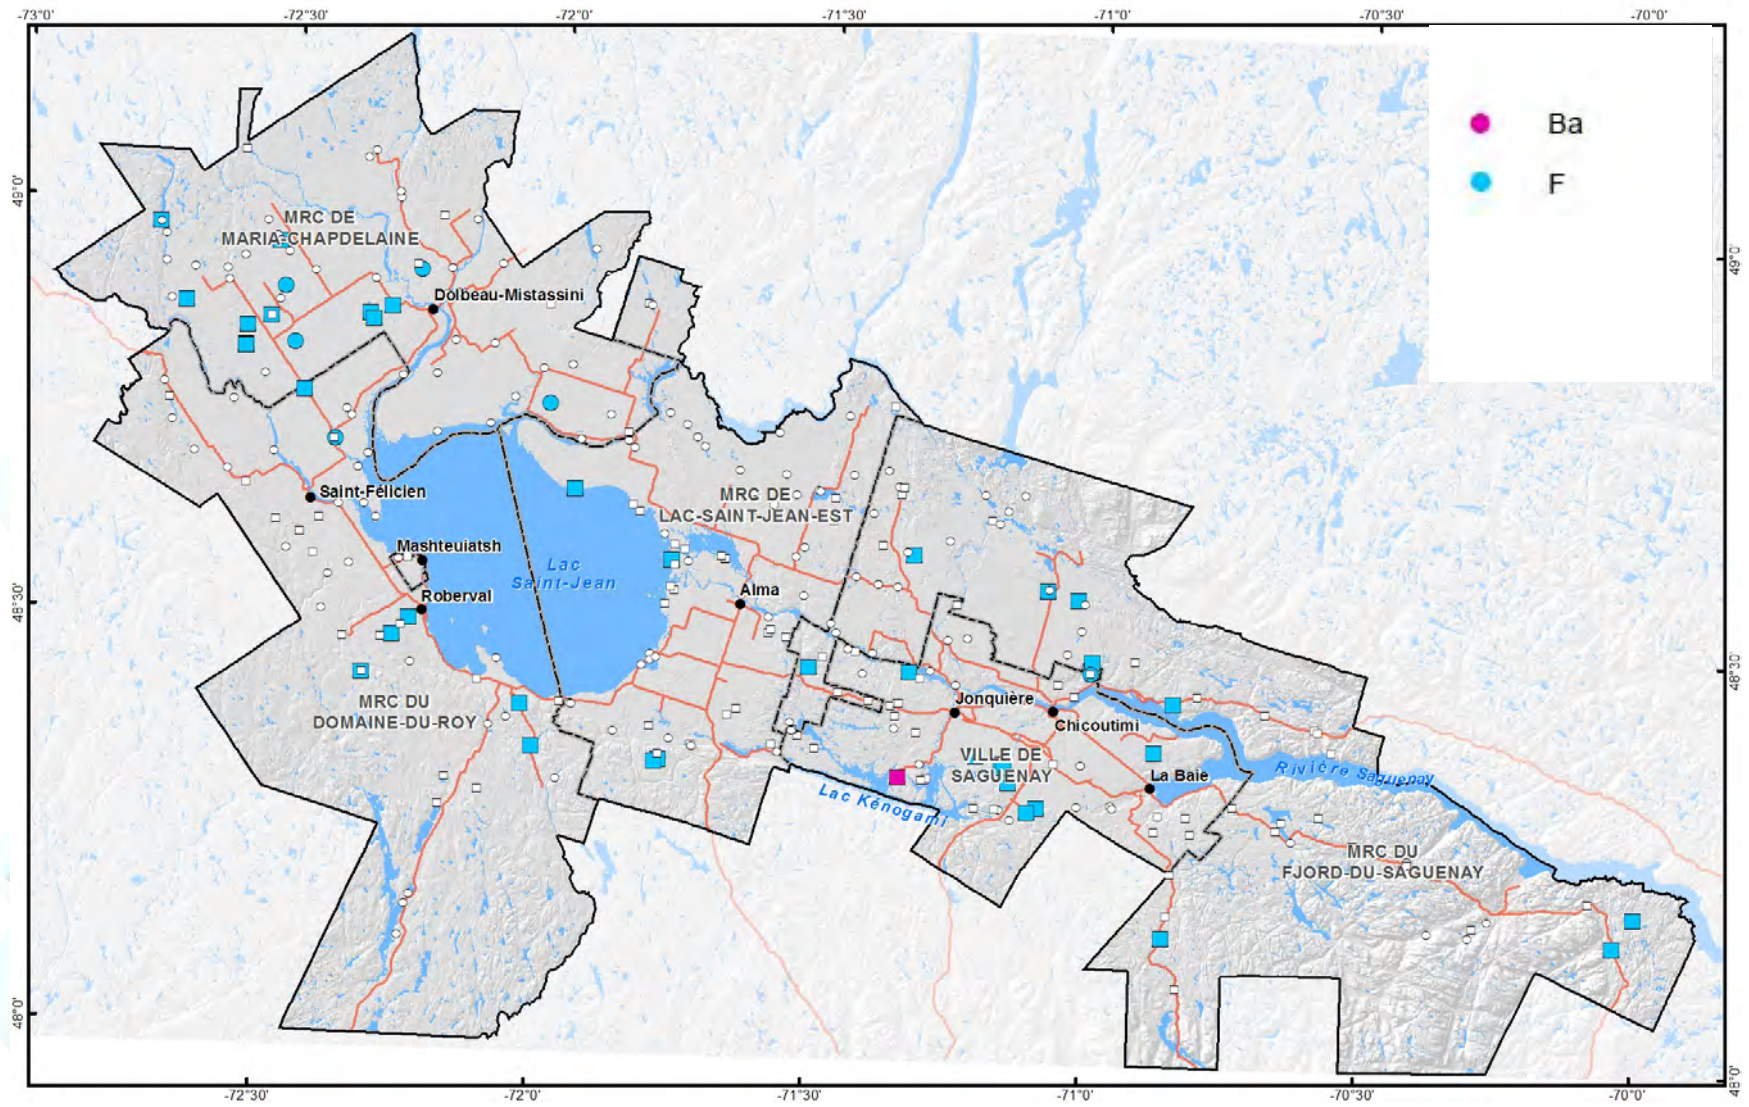 -73°0'
-72°0'
-71°30'
-71°0'
-70°30'
-70°0'
Ba
F
49°0'
49°0'
MRC DE
MARIA-CHAPDELAINE
Dolbeau-Mistassini
Saint-Félicien
MRC DE
LAC-SAINT-JEAN-EST
Mashteuiatsh
Lac
Saint-Jean
Roberval
Alma
48°30'
48°30'
MRC DU
DOMAINE-DU-ROY
Jonquière
Chicoutimi
VILLE DE
SAGUENAY
La Baie
Rivière Saguenay
Lac Kénogami
MRC DU
FJORD-DU-SAGUENAY
48°0'
48°0'
-72°30'
-72°0'
-71°30'
-71°0'
-70°30'
-70°0'